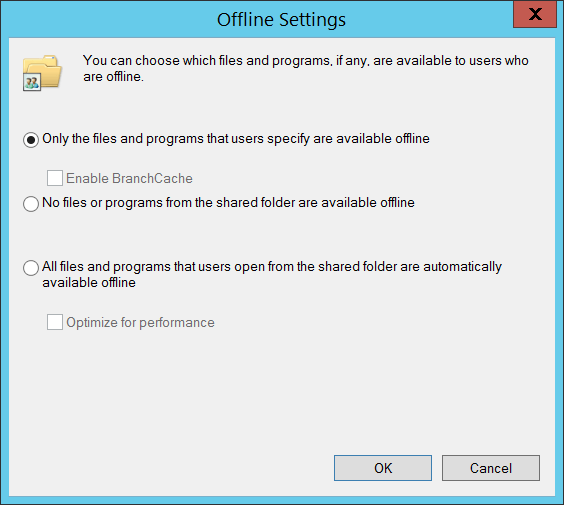 Offline Settings
X
You can choose which files and programs, if any, are available to users who
are offline.
Only the files and programs that users specify are available offline
Enable BranchCache
No files or programs from the shared folder are available offline
All files and programs that users open from the shared folder are automatically
available offline
Optimize for performance
OK
Cancel